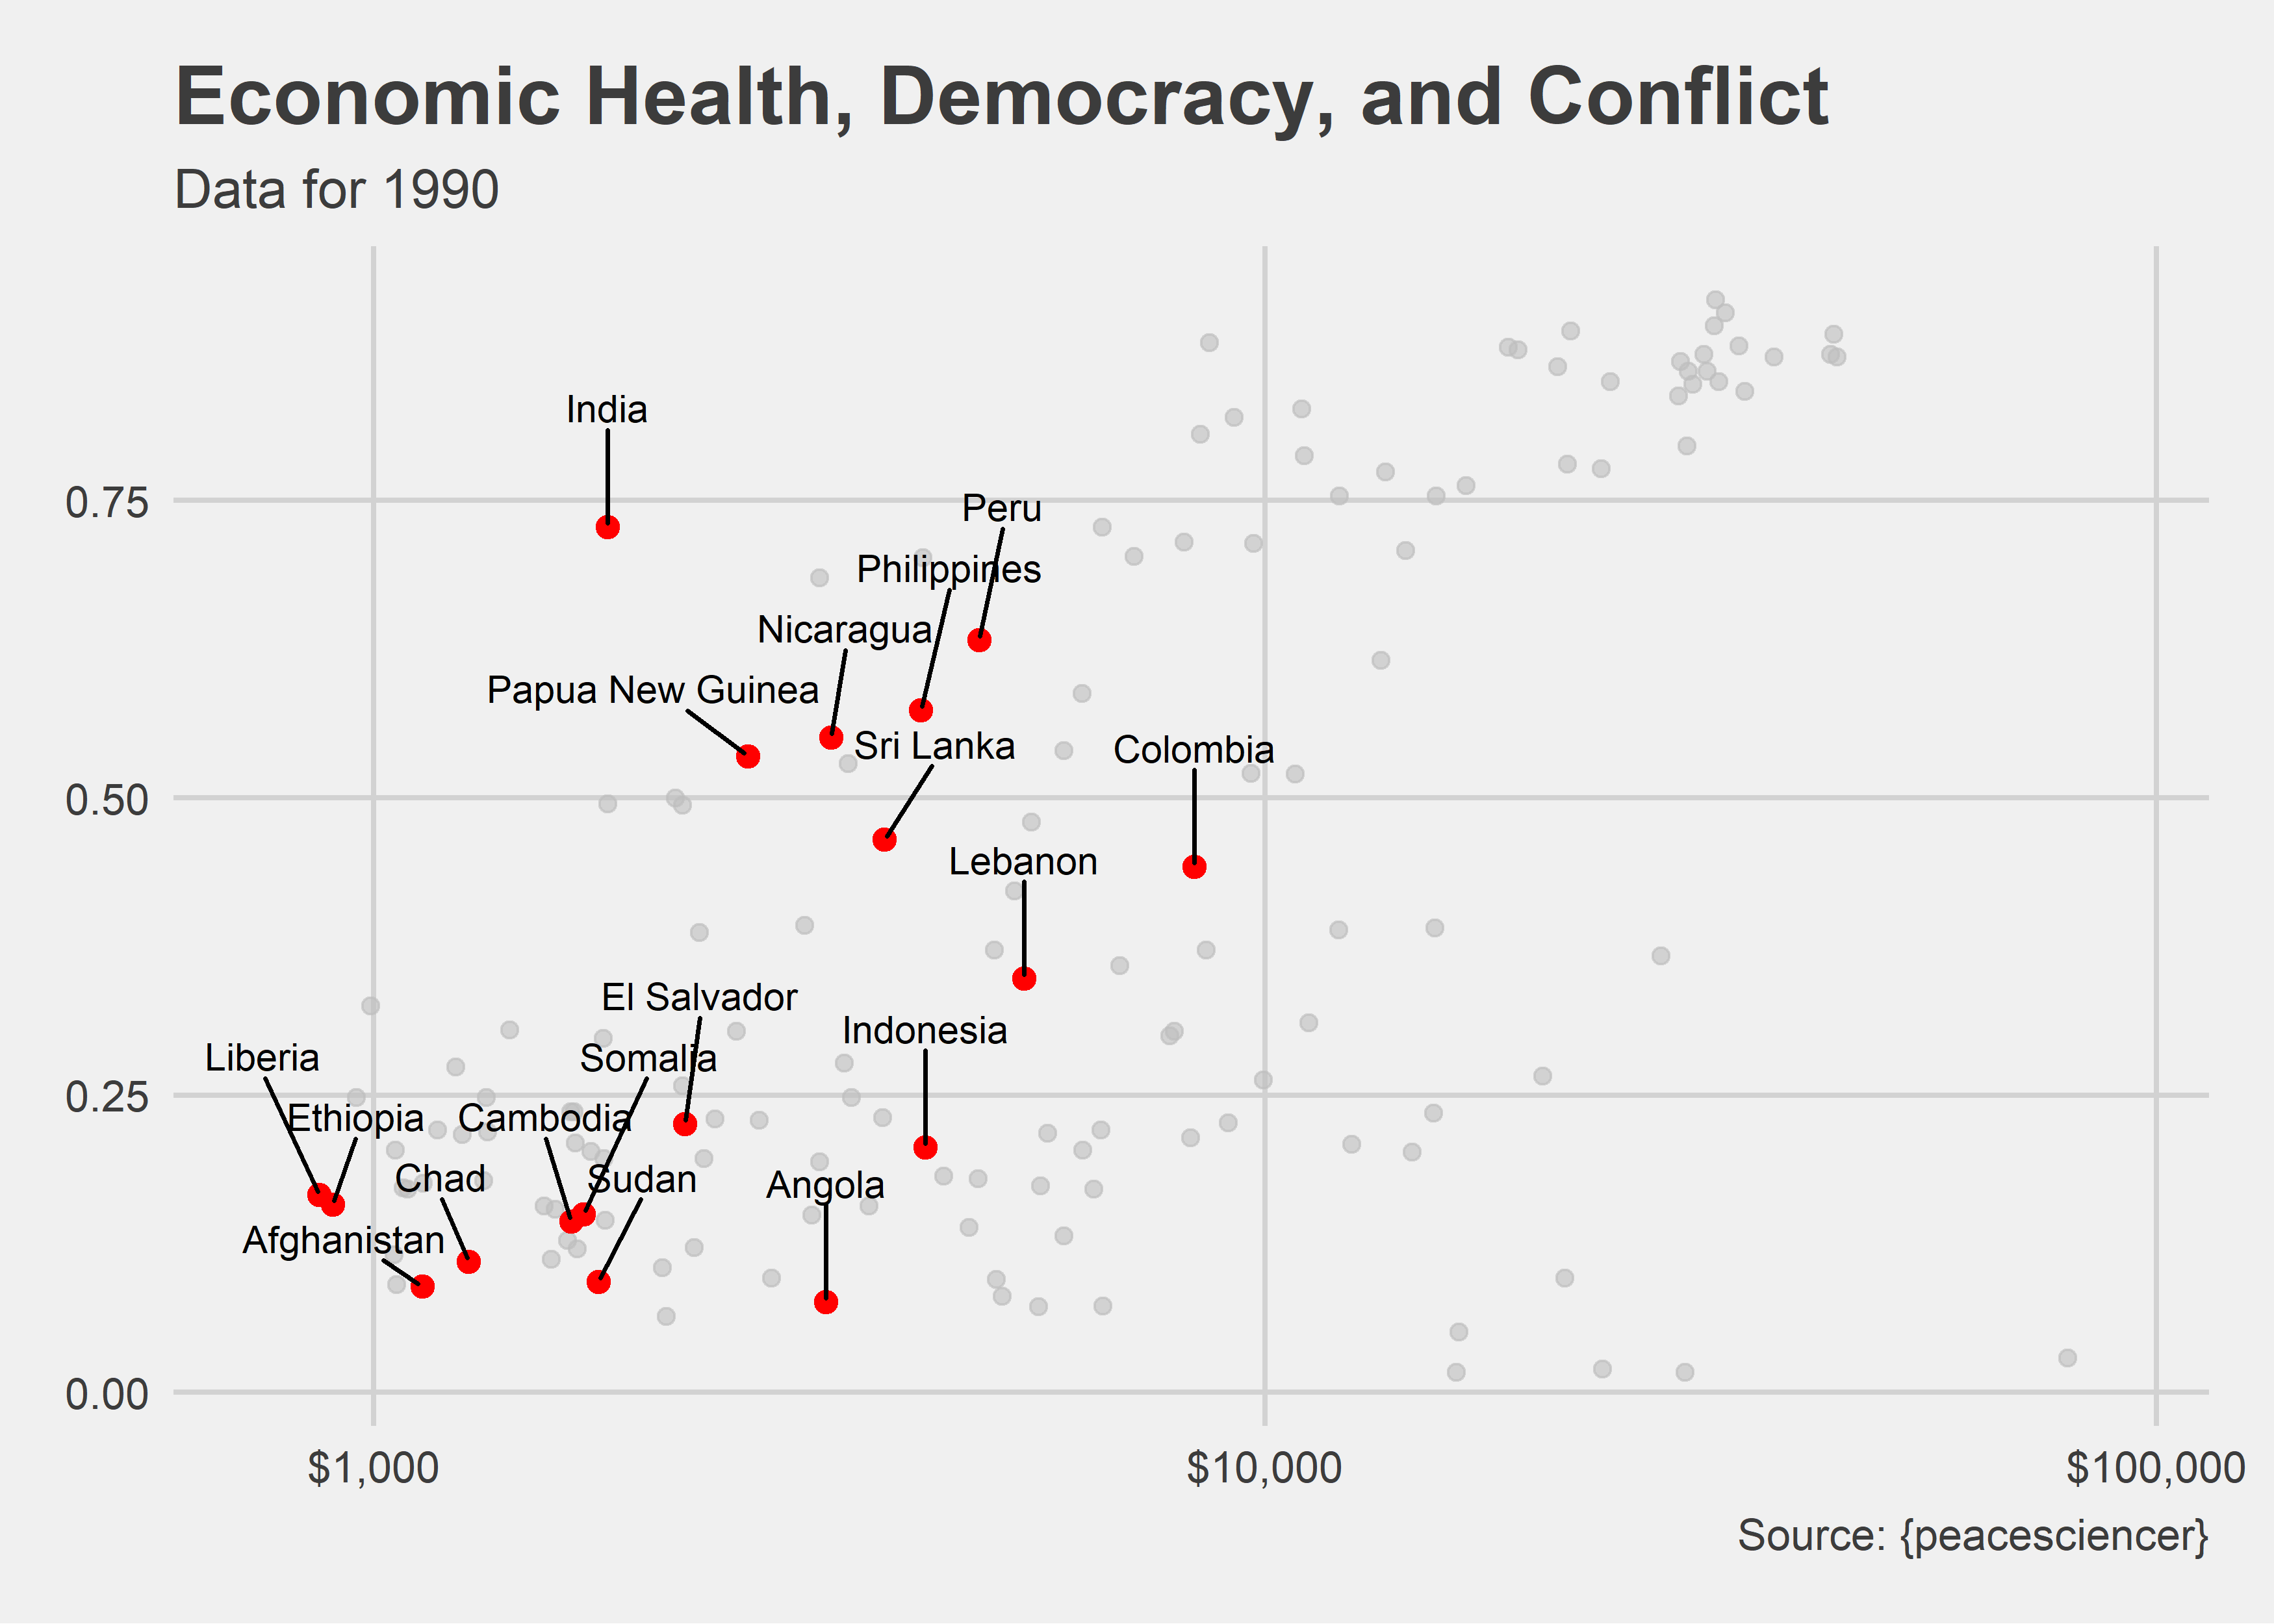 Economic Health, Democracy, and Conflict
Data for 1990
India
0.75
Peru
Philippines
Nicaragua
Papua New Guinea
Sri Lanka
Colombia
0.50
Lebanon
El Salvador
Indonesia
Liberia
Somalia
0.25
Ethiopia
Cambodia
Chad
Sudan
Angola
Afghanistan
0.00
$1,000
$10,000
$100,000
Source: {peacesciencer}